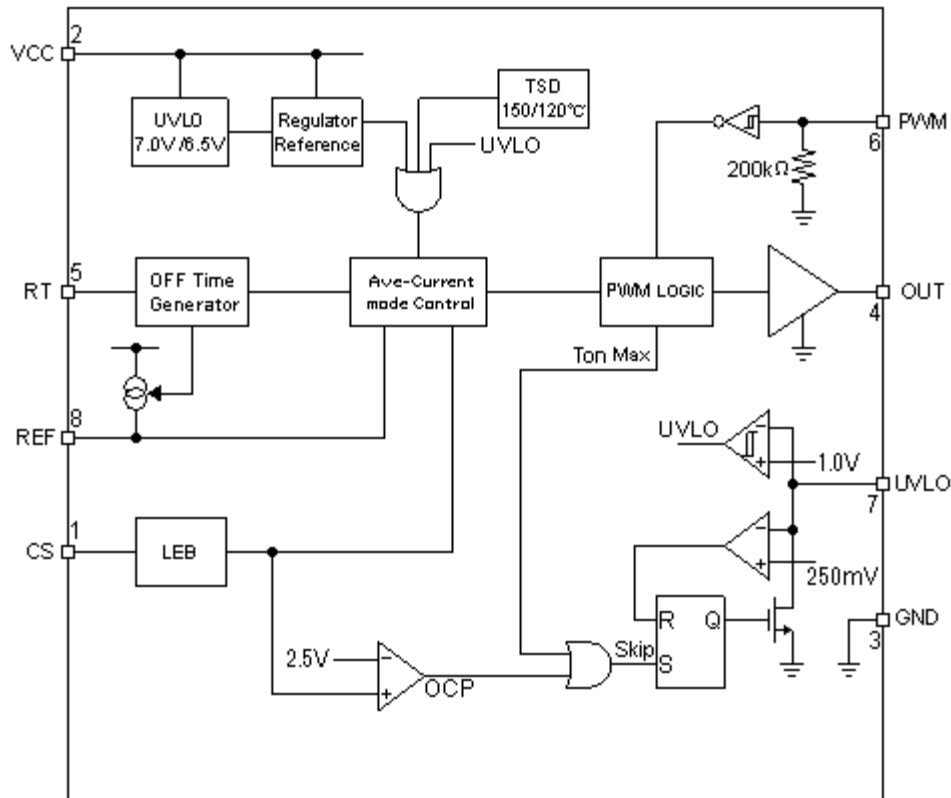 2
VCC
UVLO
7.0V/6.5V
Regulator
Reference
TSD
150/120℃
UVLO
PWM
6
200kΩ
5
RT
OFF Time
Generator
Ave-Current
mode Control
PWM LOGIC
OUT
4
Ton Max
8
REF
UVLO
1.0V
UVLO
7
1
CS
LEB
250mV
GND
3
R
Q
S
Skip
2.5V
OCP